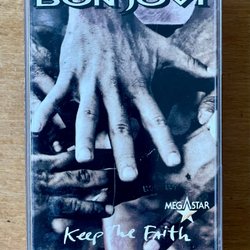 BON JOVI
Keep The Faith
MEGASTAR